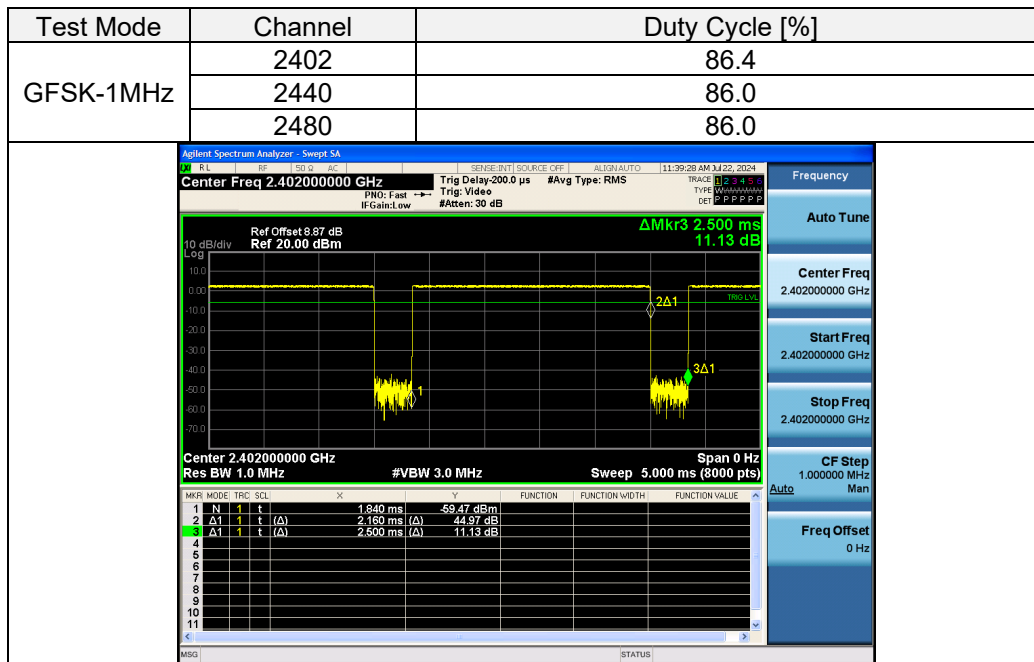 Test Mode Channel Duty Cycle [%]
GFSK-1MHz 2402 86.4
2440 86.0
2480 86.0
Agilent Spectrum Analyzer - Swept SA
RL RF 50 Ω AC SENSE:INT SOURCE OFF ALIGN AUTO 11:39:28 AM Jul 22, 2024
Center Freq 2.402000000 GHz
PNO: Fast
IFGain:Low
Trig Delay-200.0 µs #Avg Type: RMS
Trig: Video
#Atten: 30 dB
TRACE 1 2 3 4 5 6
TYPE W
DET P P P P P P
Frequency
Auto Tune
Center Freq
2.402000000 GHz
Start Freq
2.402000000 GHz
Stop Freq
2.402000000 GHz
CF Step
1.000000 MHz
Auto Man
Freq Offset
0 Hz
ΔMkr3 2.500 ms
11.13 dB
Ref Offset 8.87 dB
10 dB/div Ref 20.00 dBm
Log
10.0
0.00
-10.0
-20.0
-30.0
-40.0
-50.0
-60.0
-70.0
TRIG LVL
2Δ1
3Δ1
1
Center 2.402000000 GHz Span 0 Hz
Res BW 1.0 MHz #VBW 3.0 MHz Sweep 5.000 ms (8000 pts)
MKR MODE TRC SCL X Y FUNCTION FUNCTION WIDTH FUNCTION VALUE
1 N 1 t 1.840 ms -59.47 dBm
2 Δ1 1 t (Δ) 2.160 ms (Δ) 44.97 dB
3 Δ1 1 t (Δ) 2.500 ms (Δ) 11.13 dB
4
5
6
7
8
9
10
11
MSG STATUS